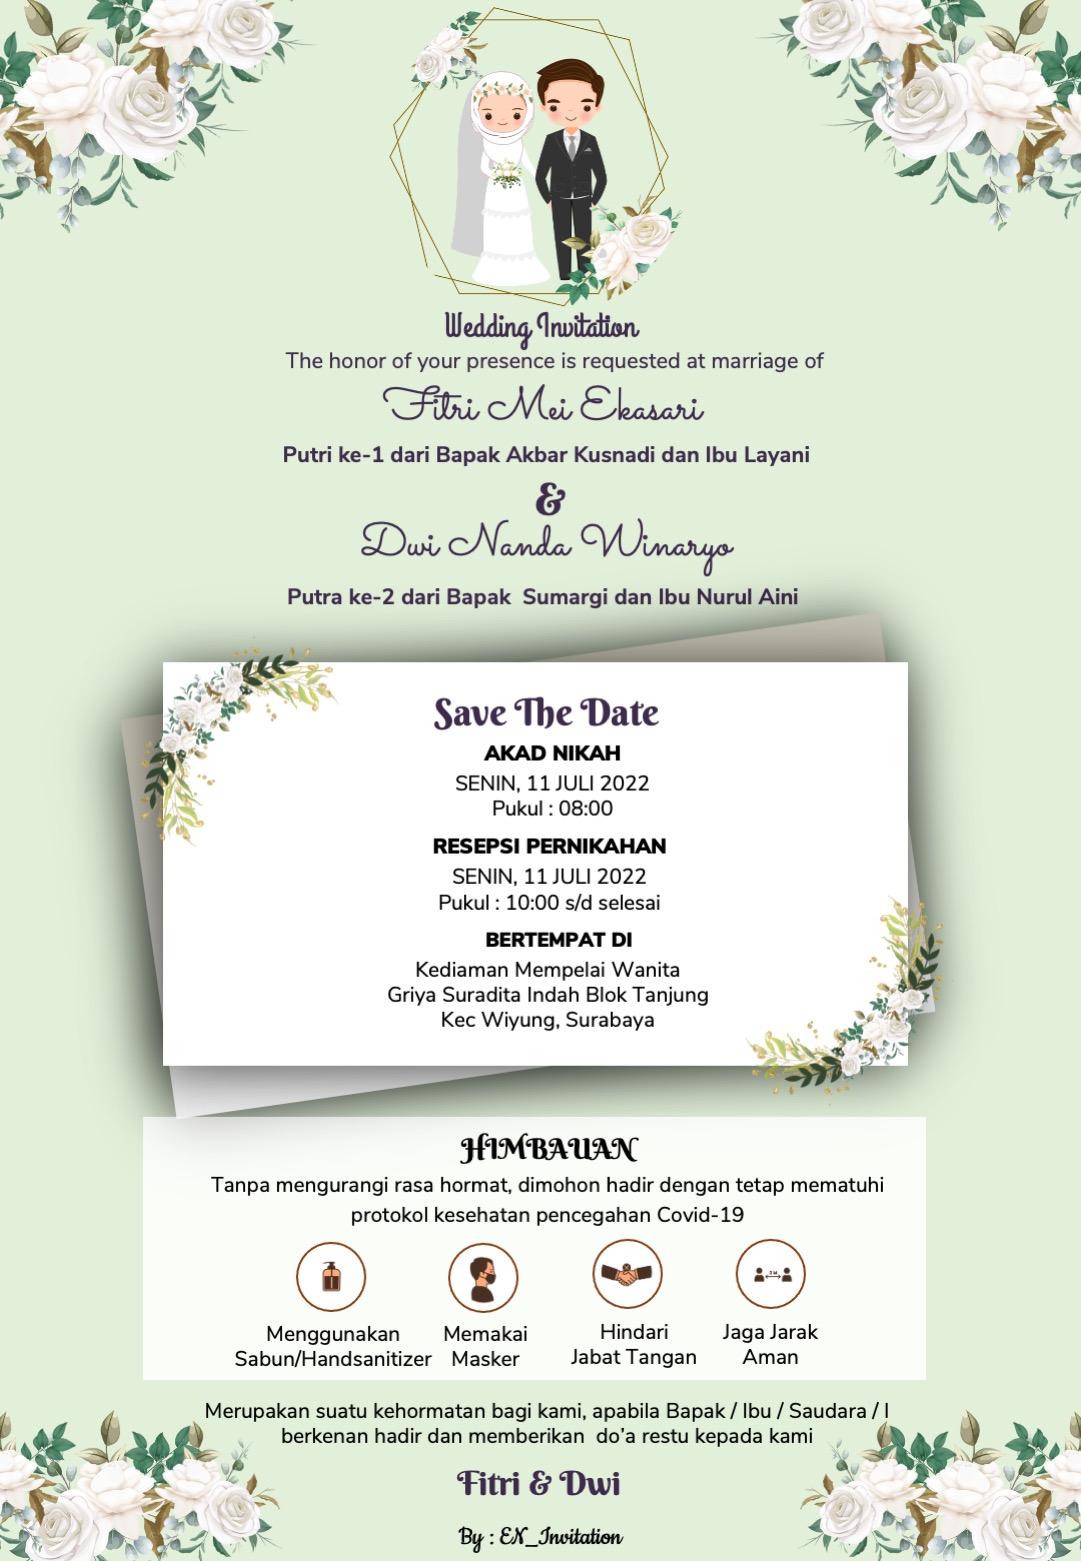 Wedding Invitation
The honor of your presence is requested at marriage of
Fitri Mei Ekasari
Putri ke-1 dari Bapak Akbar Kusnadi dan Ibu Layani
&
Dwi Nanda Winaryo
Putra ke-2 dari Bapak  Sumargi dan Ibu Nurul Aini
Save The Date
AKAD NIKAH
SENIN, 11 JULI 2022
Pukul : 08:00
RESEPSI PERNIKAHAN
SENIN, 11 JULI 2022
Pukul : 10:00 s/d selesai
BERTEMPAT DI
Kediaman Mempelai Wanita
Griya Suradita Indah Blok Tanjung
Kec Wiyung, Surabaya
HIMBAUAN
Tanpa mengurangi rasa hormat, dimohon hadir dengan tetap mematuhi
protokol kesehatan pencegahan Covid-19
Menggunakan
Sabun/Handsanitizer
Memakai
Masker
Hindari
Jabat Tangan
Jaga Jarak
Aman
Merupakan suatu kehormatan bagi kami, apabila Bapak / Ibu / Saudara / I
berkenan hadir dan memberikan  do’a restu kepada kami
Fitri & Dwi
By : EN_Invitation